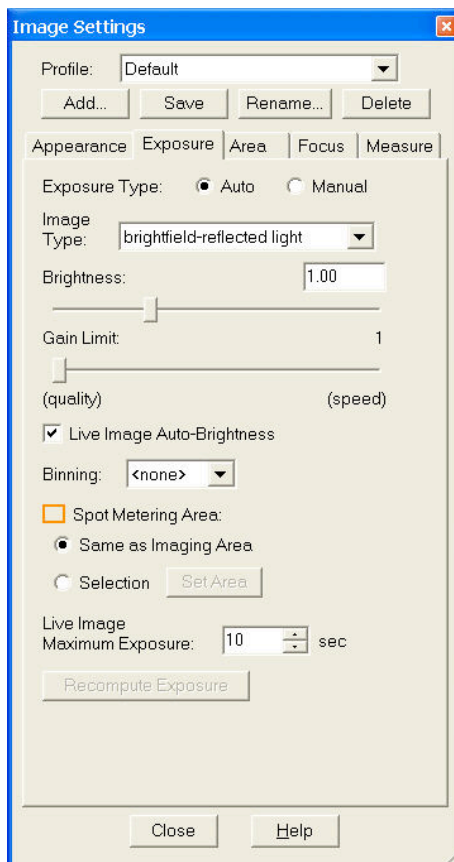 Image Settings
Profile: Default
Add... Save Rename... Delete
Appearance Exposure Area Focus Measure
Exposure Type: Auto Manual
Image
Type: brightfield-reflected light
Brightness: 1.00
Gain Limit: 1
(quality) (speed)
Live Image Auto-Brightness
Binning: <none>
Spot Metering Area:
Same as Imaging Area
Selection Set Area
Live Image
Maximum Exposure: 10 sec
Recompute Exposure
Close Help